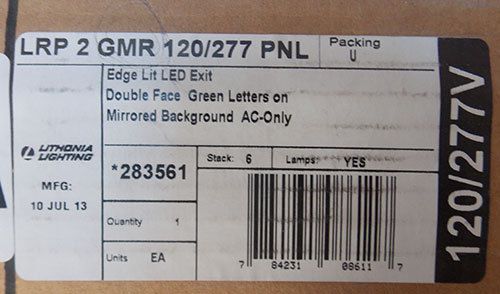 LRP 2 GMR 120/277 PNL
Packing
U
Edge Lit LED Exit
Double Face Green Letters on
Mirrored Background AC-Only
LITHONIA
LIGHTING
MFG:
10 JUL 13
*283561
Stack: 6 Lamps: YES
Quantity 1
Units EA
7 84231 08611 7
120/277V